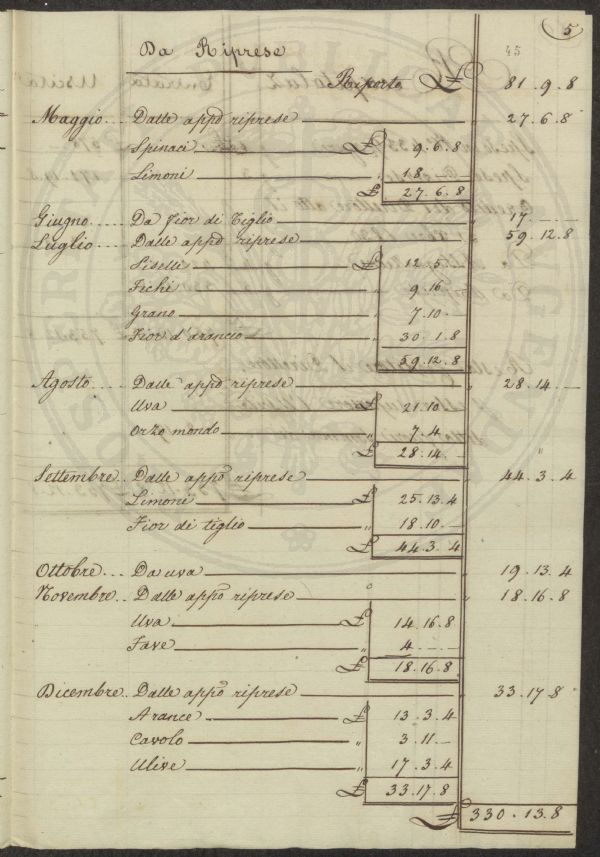 5
45
Da Riprese
Riporto £ 81.9.8
Maggio... Dalle appo riprese 27.6.8
Spinaci £ 9.6.8
Limoni " 18 —
£ 27.6.8
Giugno... Da Fior di Tiglio 17 —
Luglio... Dalle appo riprese 59.12.8
Piselli £ 12.5 —
Fichi " 9.16
Grano " 7.10 —
Fior d'arancio " 30.1.8
59.12.8
Agosto... Dalle appo riprese 28.14 —
Uva £ 21.10
Orzo mondo " 7.4
£ 28.14 —
Settembre.. Dalle appo riprese 44.3.4
Limoni £ 25.13.4
Fior di tiglio " 18.10 —
£ 44.3.4
Ottobre... Da uva 19.13.4
Novembre.. Dalle appo riprese 18.16.8
Uva £ 14.16.8
Fave 4 —
£ 18.16.8
Dicembre.. Dalle appo riprese 33.17.8
Arance £ 13.3.4
Cavolo " 3.11 —
Ulive " 17.3.4
£ 33.17.8
£ 330.13.8